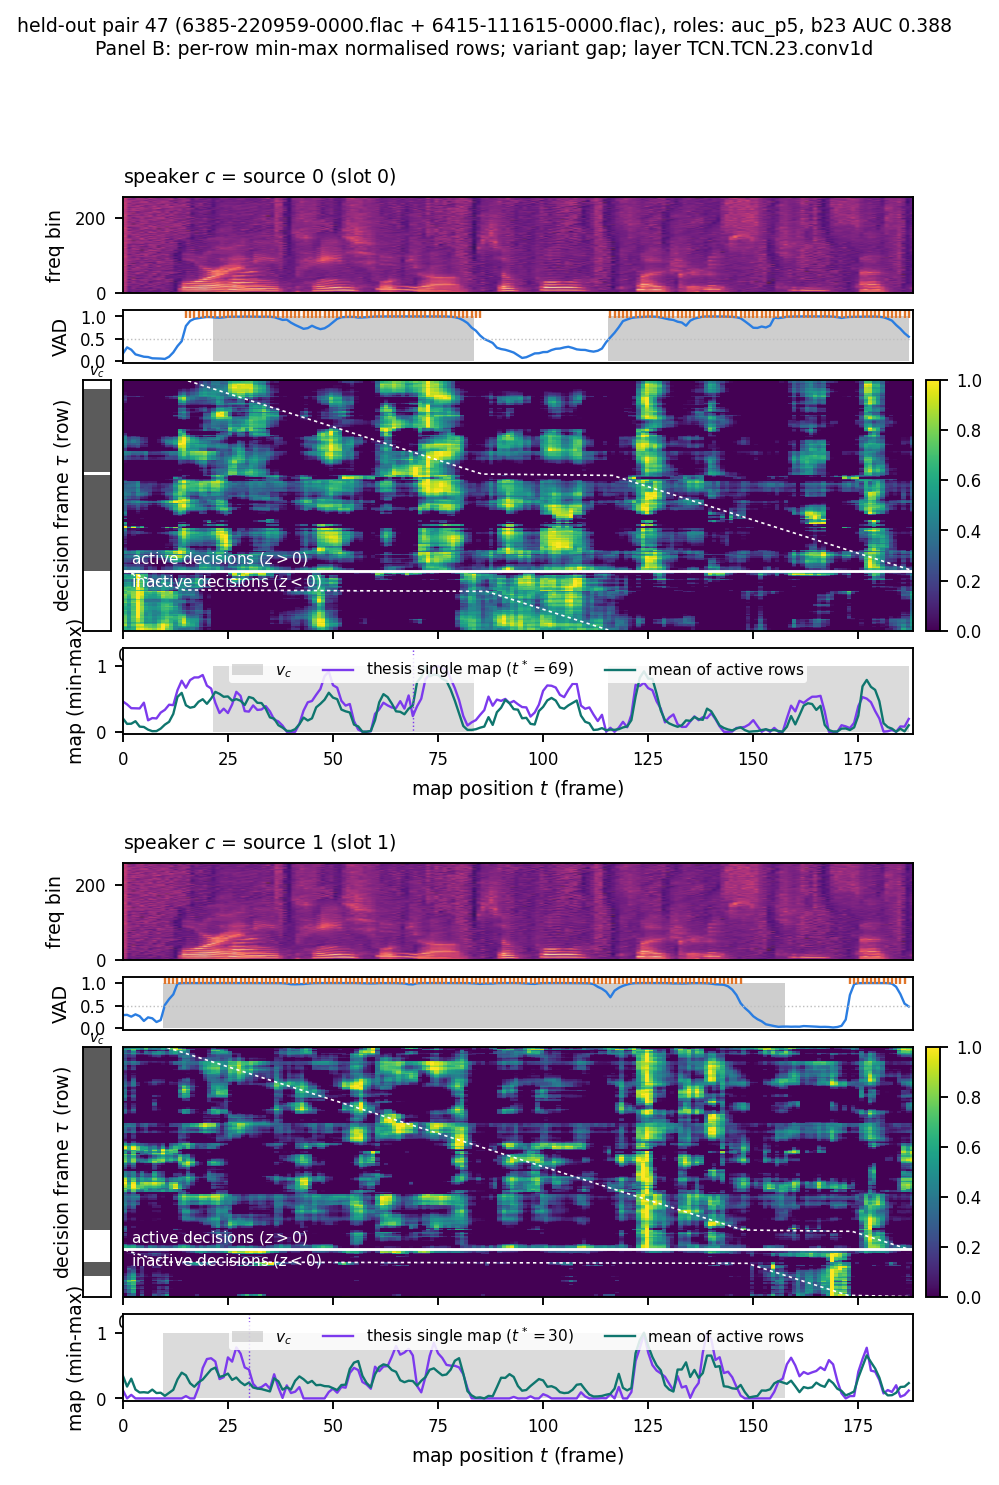 held-out pair 47 (6385-220959-0000.flac + 6415-111615-0000.flac), roles: auc_p5, b23 AUC 0.388
Panel B: per-row min-max normalised rows; variant gap; layer TCN.TCN.23.conv1d
speaker c = source 0 (slot 0)
freq bin
200
0
VAD
1.0
0.5
0.0
v_c
decision frame τ (row)
active decisions (z > 0)
inactive decisions (z < 0)
1.0
0.8
0.6
0.4
0.2
0.0
map (min-max)
1
0
v_c
thesis single map (t* = 69)
mean of active rows
0 25 50 75 100 125 150 175
map position t (frame)
speaker c = source 1 (slot 1)
freq bin
200
0
VAD
1.0
0.5
0.0
v_c
decision frame τ (row)
active decisions (z > 0)
inactive decisions (z < 0)
1.0
0.8
0.6
0.4
0.2
0.0
map (min-max)
1
0
v_c
thesis single map (t* = 30)
mean of active rows
0 25 50 75 100 125 150 175
map position t (frame)